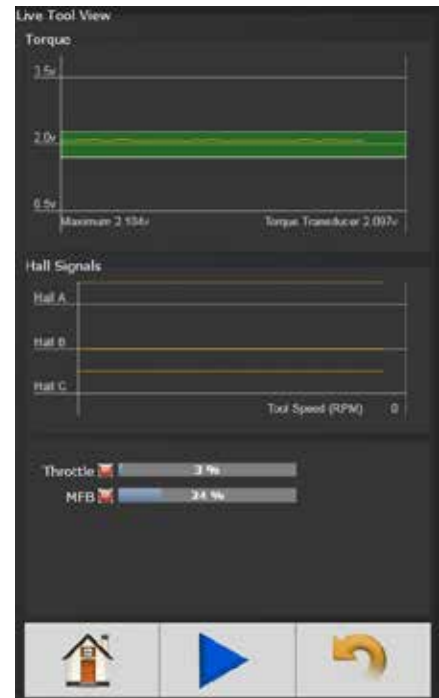 Live Tool View
Torque
3.5v
2.0v
0.5v
Maximum 2.104v Torque Transducer 2.097v
Hall Signals
Hall A
Hall B
Hall C
Tool Speed (RPM) 0
Throttle 3 %
MFB 24 %